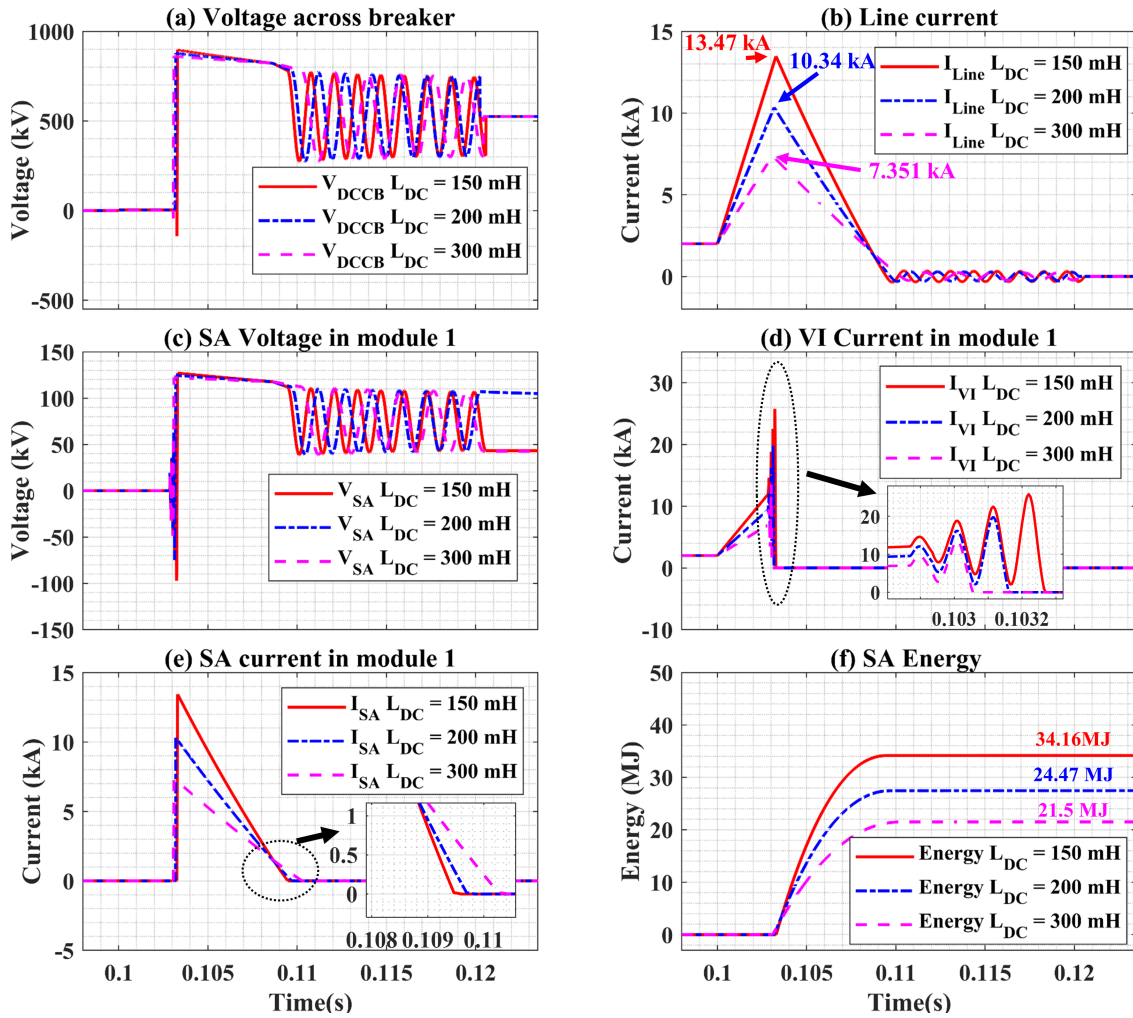 (a) Voltage across breaker
1000
500
0
-500
Voltage (kV)
V_DCCB L_DC = 150 mH
V_DCCB L_DC = 200 mH
V_DCCB L_DC = 300 mH
(b) Line current
15
10
5
0
Current (kA)
13.47 kA
10.34 kA
7.351 kA
I_Line L_DC = 150 mH
I_Line L_DC = 200 mH
I_Line L_DC = 300 mH
(c) SA Voltage in module 1
150
100
50
0
-50
-100
-150
Voltage (kV)
V_SA L_DC = 150 mH
V_SA L_DC = 200 mH
V_SA L_DC = 300 mH
(d) VI Current in module 1
30
20
10
0
-10
Current (kA)
I_VI L_DC = 150 mH
I_VI L_DC = 200 mH
I_VI L_DC = 300 mH
20
10
0
0.103 0.1032
(e) SA current in module 1
15
10
5
0
-5
Current (kA)
I_SA L_DC = 150 mH
I_SA L_DC = 200 mH
I_SA L_DC = 300 mH
1
0.5
0
0.108 0.109 0.11
0.1 0.105 0.11 0.115 0.12
Time(s)
(f) SA Energy
50
40
30
20
10
0
Energy (MJ)
34.16MJ
24.47 MJ
21.5 MJ
Energy L_DC = 150 mH
Energy L_DC = 200 mH
Energy L_DC = 300 mH
0.1 0.105 0.11 0.115 0.12
Time(s)